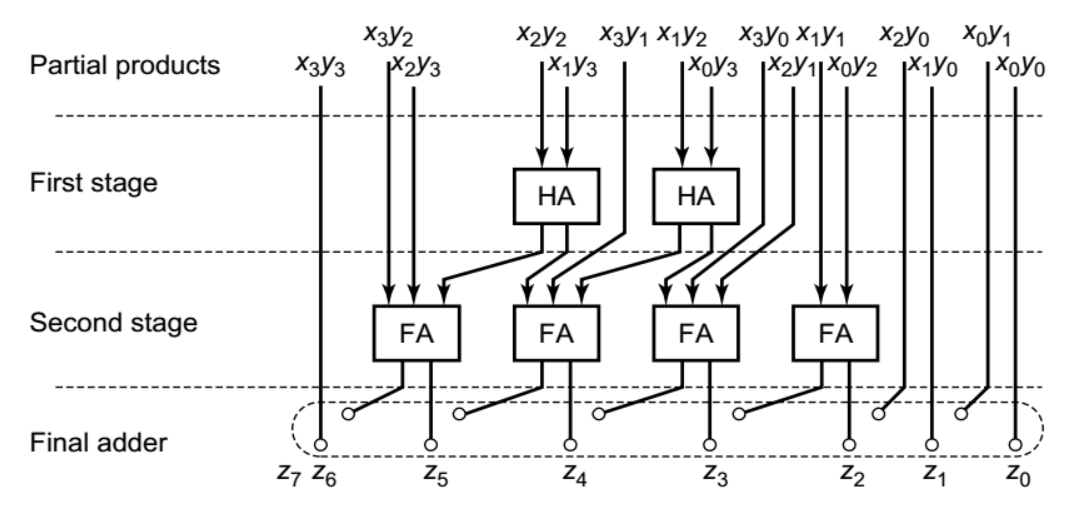 x3y2 x2y2 x3y1 x1y2 x3y0 x1y1 x2y0 x0y1
Partial products x3y3 x2y3 x1y3 x0y3 x2y1 x0y2 x1y0 x0y0
First stage HA HA
Second stage FA FA FA FA
Final adder
z7 z6 z5 z4 z3 z2 z1 z0